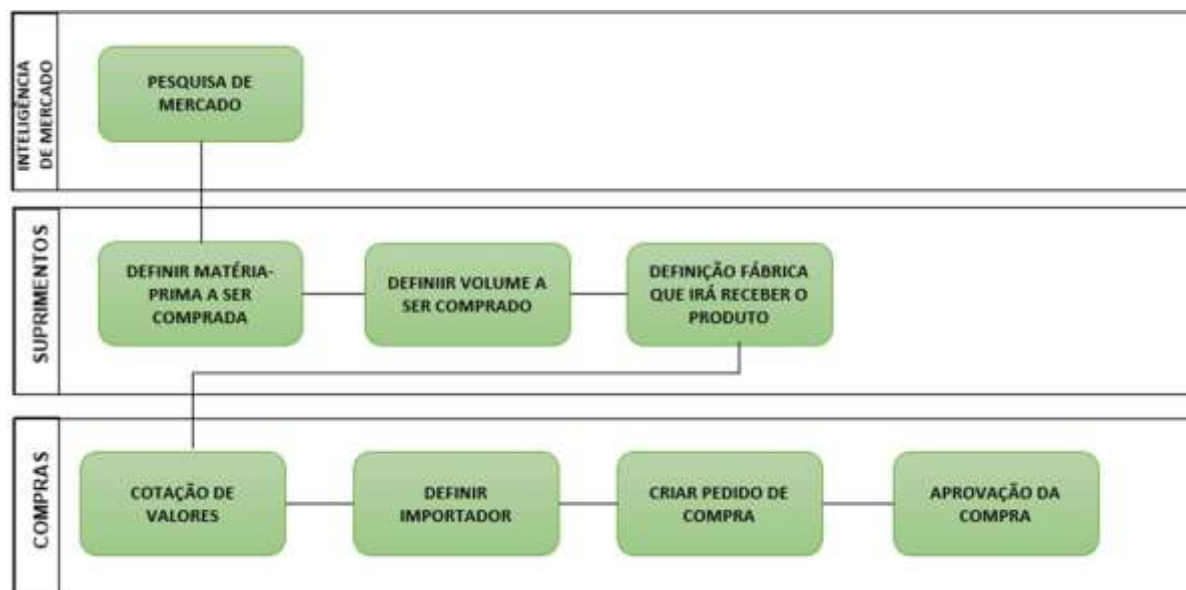 INTELIGÊNCIA
DE MERCADO
PESQUISA DE
MERCADO
SUPRIMENTOS
DEFINIR MATÉRIA-
PRIMA A SER
COMPRADA
DEFINIIR VOLUME A
SER COMPRADO
DEFINIÇÃO FÁBRICA
QUE IRÁ RECEBER O
PRODUTO
COMPRAS
COTAÇÃO DE
VALORES
DEFINIR
IMPORTADOR
CRIAR PEDIDO DE
COMPRA
APROVAÇÃO DA
COMPRA